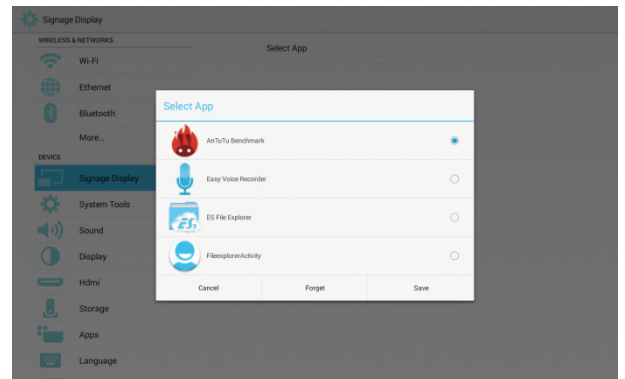 Signage Display
WIRELESS & NETWORKS
Wi-Fi
Ethernet
Bluetooth
More...
DEVICE
Signage Display
System Tools
Sound
Display
Hdmi
Storage
Apps
Language
Select App
Select App
AnTuTu Benchmark
Easy Voice Recorder
ES File Explorer
FileexplorerActivity
Cancel Forget Save